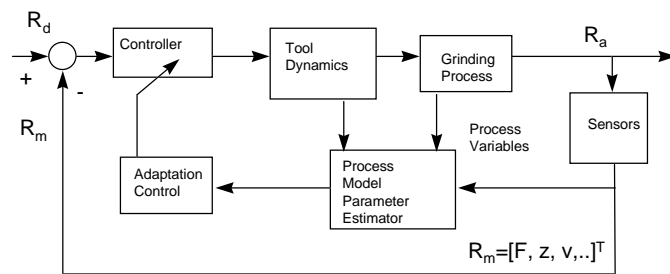 R_d
+
-
R_m
Controller
Tool
Dynamics
Grinding
Process
R_a
Sensors
Process
Variables
Adaptation
Control
Process
Model
Parameter
Estimator
R_m=[F, z, v,..]^T